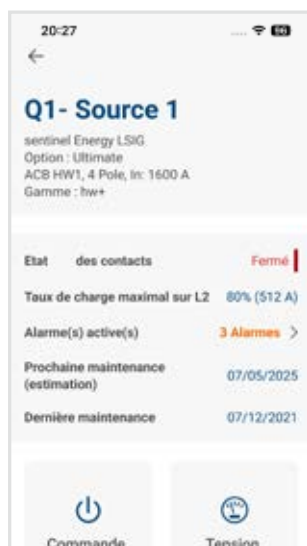 20:27
96
Q1- Source 1
sentinel Energy LSIG
Option : Ultimate
ACB HW1, 4 Pole, In: 1600 A
Gamme : hw+
Etat des contacts Fermé
Taux de charge maximal sur L2 80% (512 A)
Alarme(s) active(s) 3 Alarmes
Prochaine maintenance
(estimation) 07/05/2025
Dernière maintenance 07/12/2021
Commande Tension